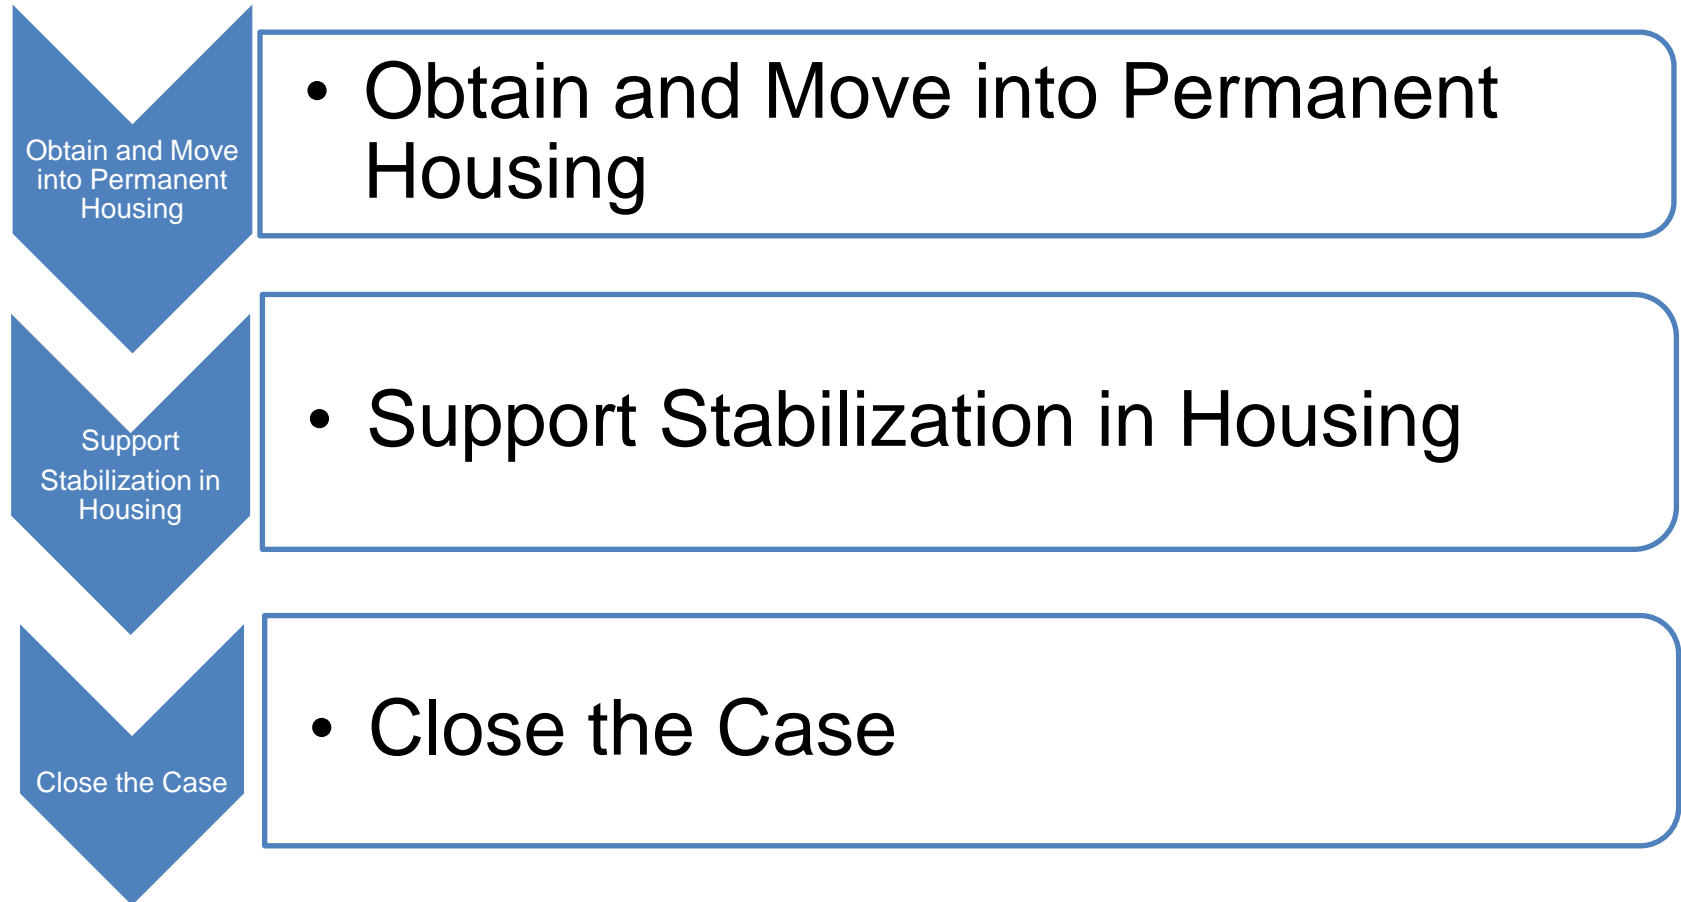 Obtain and Move
into Permanent
Housing
• Obtain and Move into Permanent
Housing
Support
Stabilization in
Housing
• Support Stabilization in Housing
Close the Case
• Close the Case